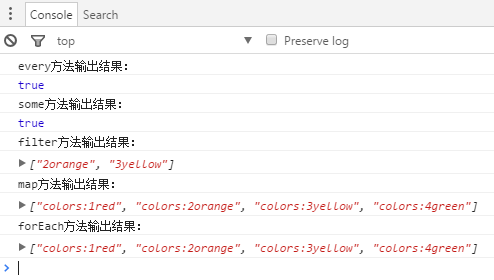 Console Search
top Preserve log
every方法输出结果:
true
some方法输出结果:
true
filter方法输出结果:
["2orange", "3yellow"]
map方法输出结果:
["colors:1red", "colors:2orange", "colors:3yellow", "colors:4green"]
forEach方法输出结果:
["colors:1red", "colors:2orange", "colors:3yellow", "colors:4green"]